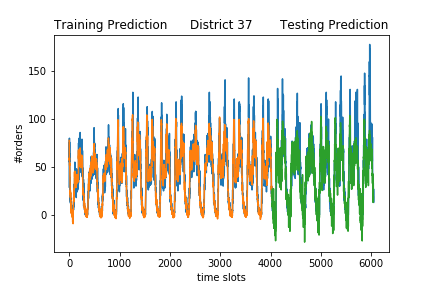 Training Prediction District 37 Testing Prediction
150
100
50
0
#orders
0 1000 2000 3000 4000 5000 6000
time slots